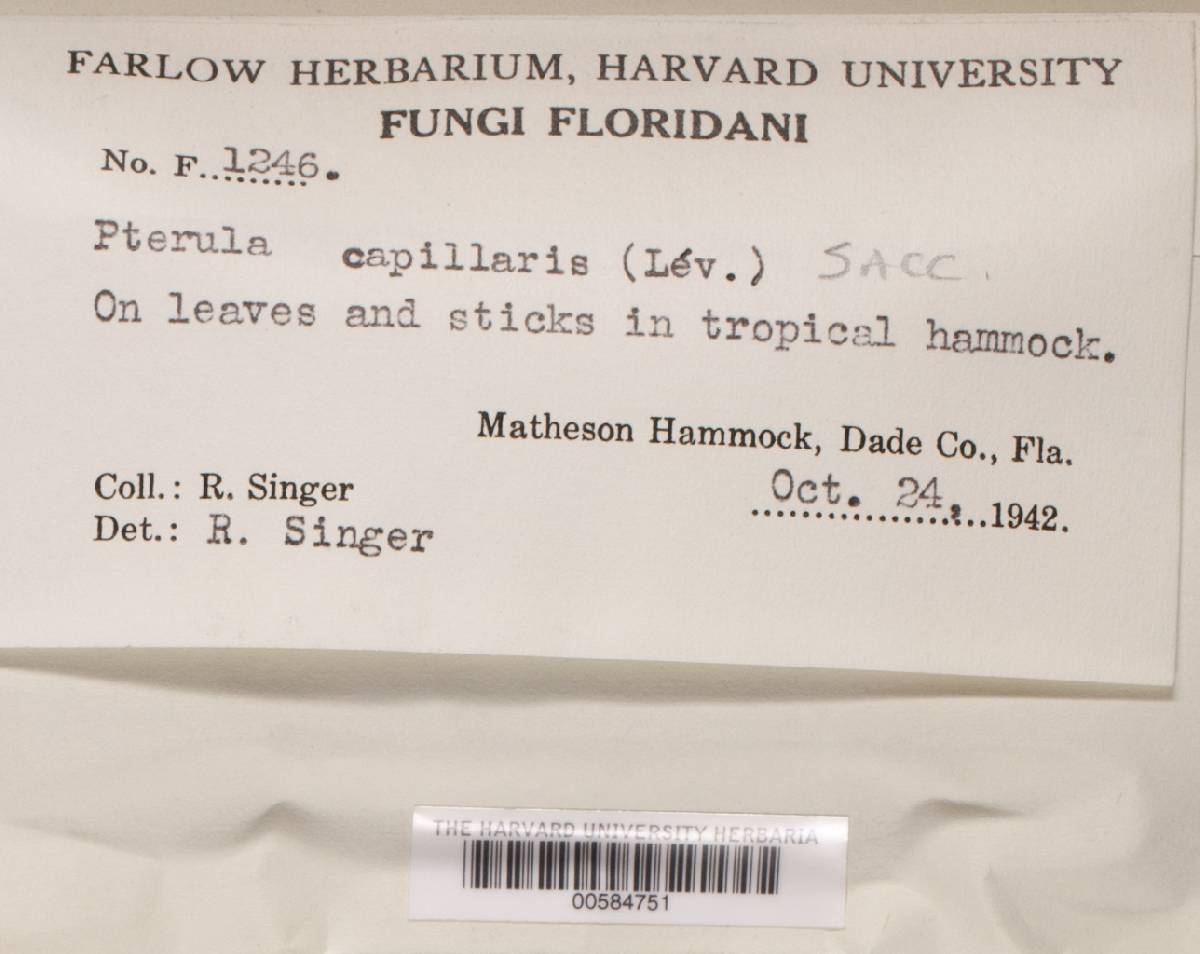 FARLOW HERBARIUM, HARVARD UNIVERSITY
FUNGI FLORIDANI
No. F. 1246.
Pterula capillaris (Lév.) SACC.
On leaves and sticks in tropical hammock.
Matheson Hammock, Dade Co., Fla.
Coll.: R. Singer
Oct. 24, 1942.
Det.: R. Singer
THE HARVARD UNIVERSITY HERBARIA
00584751